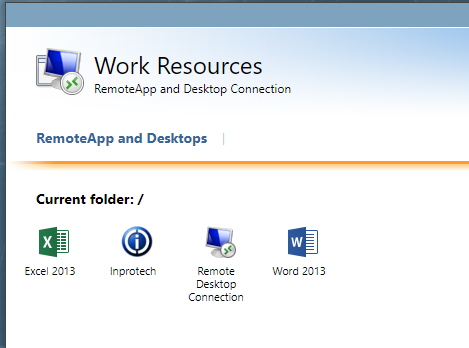 Work Resources
RemoteApp and Desktop Connection
RemoteApp and Desktops
Current folder: /
Excel 2013
Inprotech
Remote
Desktop
Connection
Word 2013